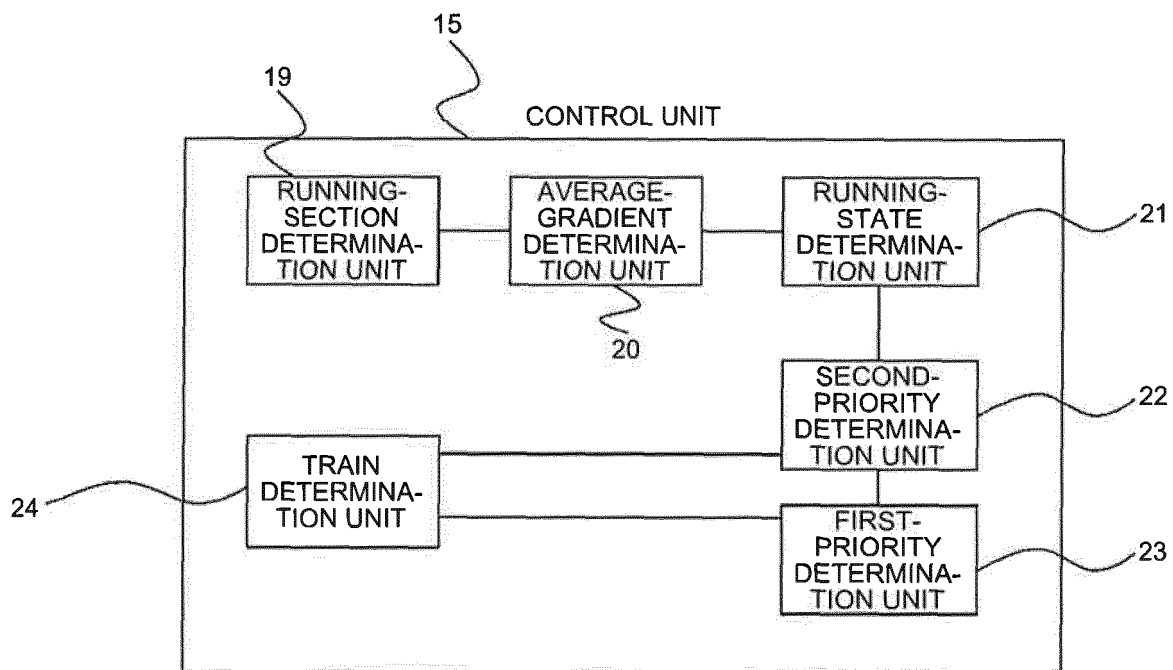 15
19
CONTROL UNIT
RUNNING-
SECTION
DETERMINA-
TION UNIT
AVERAGE-
GRADIENT
DETERMINA-
TION UNIT
RUNNING-
STATE
DETERMINA-
TION UNIT
21
20
SECOND-
PRIORITY
DETERMINA-
TION UNIT
22
TRAIN
DETERMINA-
TION UNIT
24
FIRST-
PRIORITY
DETERMINA-
TION UNIT
23